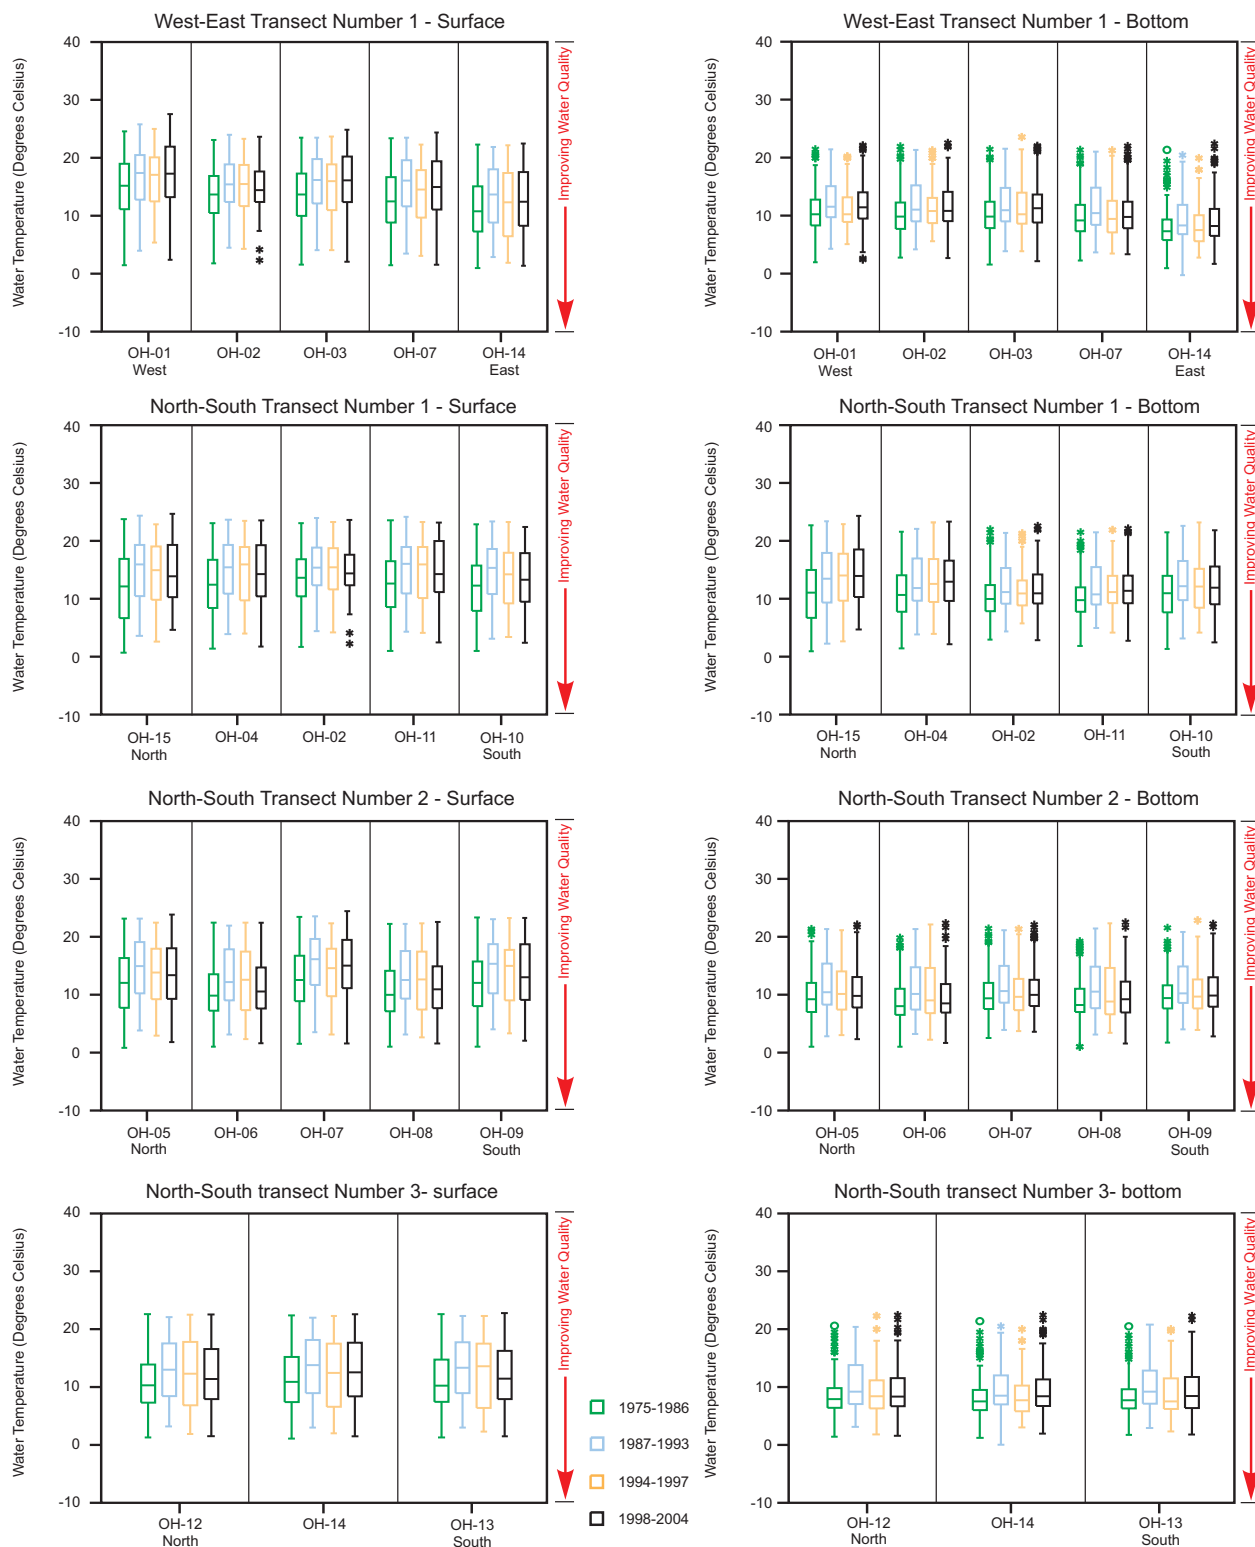 West-East Transect Number 1 - Surface
Water Temperature (Degrees Celsius)
40
30
20
10
0
-10
OH-01 OH-02 OH-03 OH-07 OH-14
West East
Improving Water Quality
West-East Transect Number 1 - Bottom
Water Temperature (Degrees Celsius)
40
30
20
10
0
-10
OH-01 OH-02 OH-03 OH-07 OH-14
West East
Improving Water Quality
North-South Transect Number 1 - Surface
Water Temperature (Degrees Celsius)
40
30
20
10
0
-10
OH-15 OH-04 OH-02 OH-11 OH-10
North South
Improving Water Quality
North-South Transect Number 1 - Bottom
Water Temperature (Degrees Celsius)
40
30
20
10
0
-10
OH-15 OH-04 OH-02 OH-11 OH-10
North South
Improving Water Quality
North-South Transect Number 2 - Surface
Water Temperature (Degrees Celsius)
40
30
20
10
0
-10
OH-05 OH-06 OH-07 OH-08 OH-09
North South
Improving Water Quality
North-South Transect Number 2 - Bottom
Water Temperature (Degrees Celsius)
40
30
20
10
0
-10
OH-05 OH-06 OH-07 OH-08 OH-09
North South
Improving Water Quality
North-South transect Number 3- surface
Water Temperature (Degrees Celsius)
40
30
20
10
0
-10
OH-12 OH-14 OH-13
North South
Improving Water Quality
1975-1986
1987-1993
1994-1997
1998-2004
North-South transect Number 3- bottom
Water Temperature (Degrees Celsius)
40
30
20
10
0
-10
OH-12 OH-14 OH-13
North South
Improving Water Quality